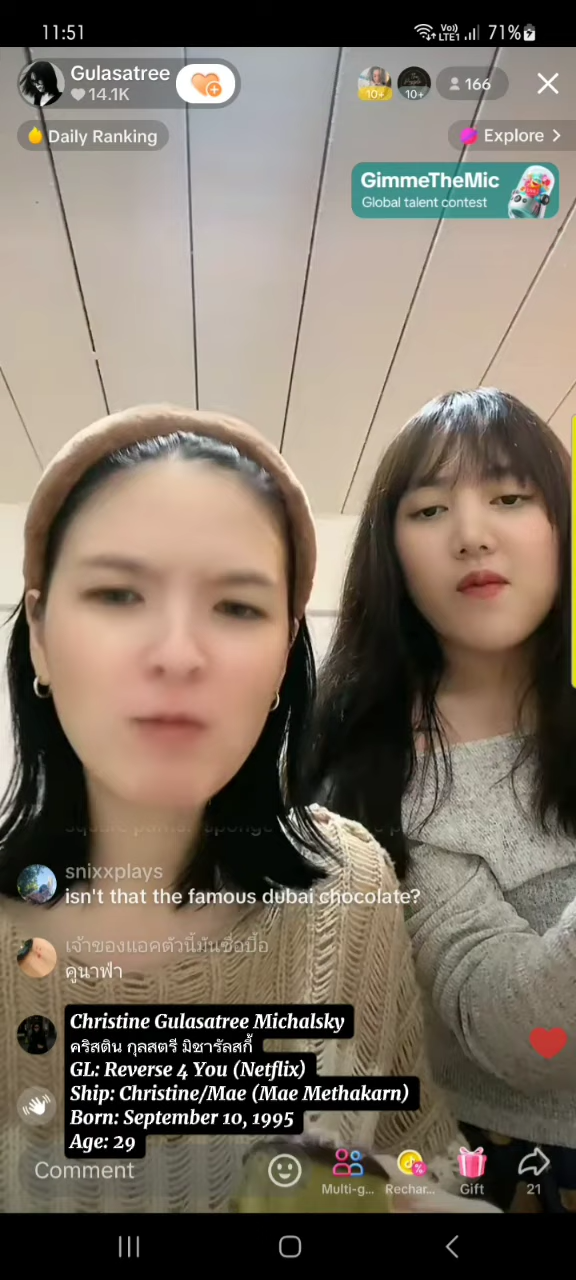 11:51
Vo))
LTE1
71%
Gulasatree
14.1K
10+
10+
166
Daily Ranking
Explore >
GimmeTheMic
Global talent contest
snixxplays
isn't that the famous dubai chocolate?
เจ้าของแอคตัวนี้มันชื่อบี้อ
คูนาฟ่า
Christine Gulasatree Michalsky
คริสติน กุลสตรี มิชารัลสกี้
GL: Reverse 4 You (Netflix)
Ship: Christine/Mae (Mae Methakarn)
Born: September 10, 1995
Age: 29
Comment
Multi-g...
Rechar...
Gift
21